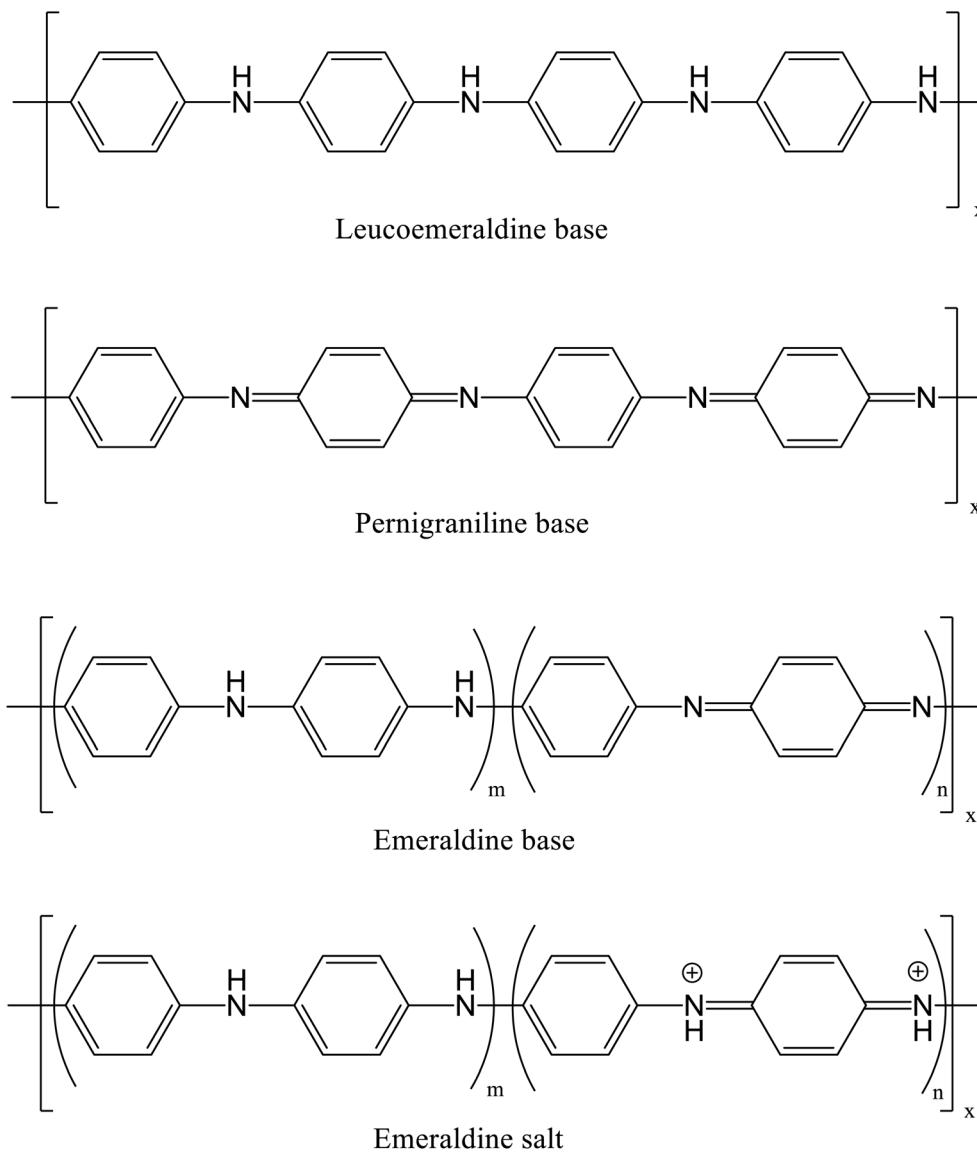 H H H H
N N N N
x
Leucoemeraldine base
N N N N
x
Pernigraniline base
H H
N N N N
m n
x
Emeraldine base
H H ⊕ ⊕
N N N N
H H
m n
x
Emeraldine salt